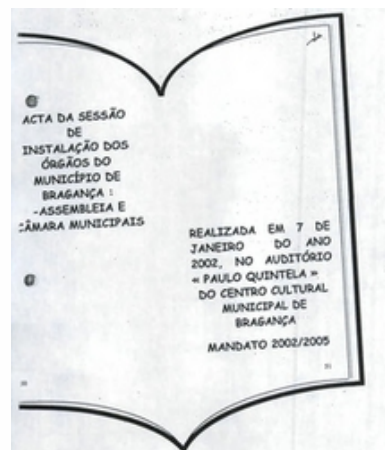 ACTA DA SESSÃO
DE
INSTALAÇÃO DOS
ÓRGÃOS DO
MUNICÍPIO DE
BRAGANÇA :
-ASSEMBLEIA E
CÂMARA MUNICIPAIS
REALIZADA EM 7 DE
JANEIRO DO ANO
2002, NO AUDITÓRIO
« PAULO QUINTELA »
DO CENTRO CULTURAL
MUNICIPAL DE
BRAGANÇA
MANDATO 2002/2005